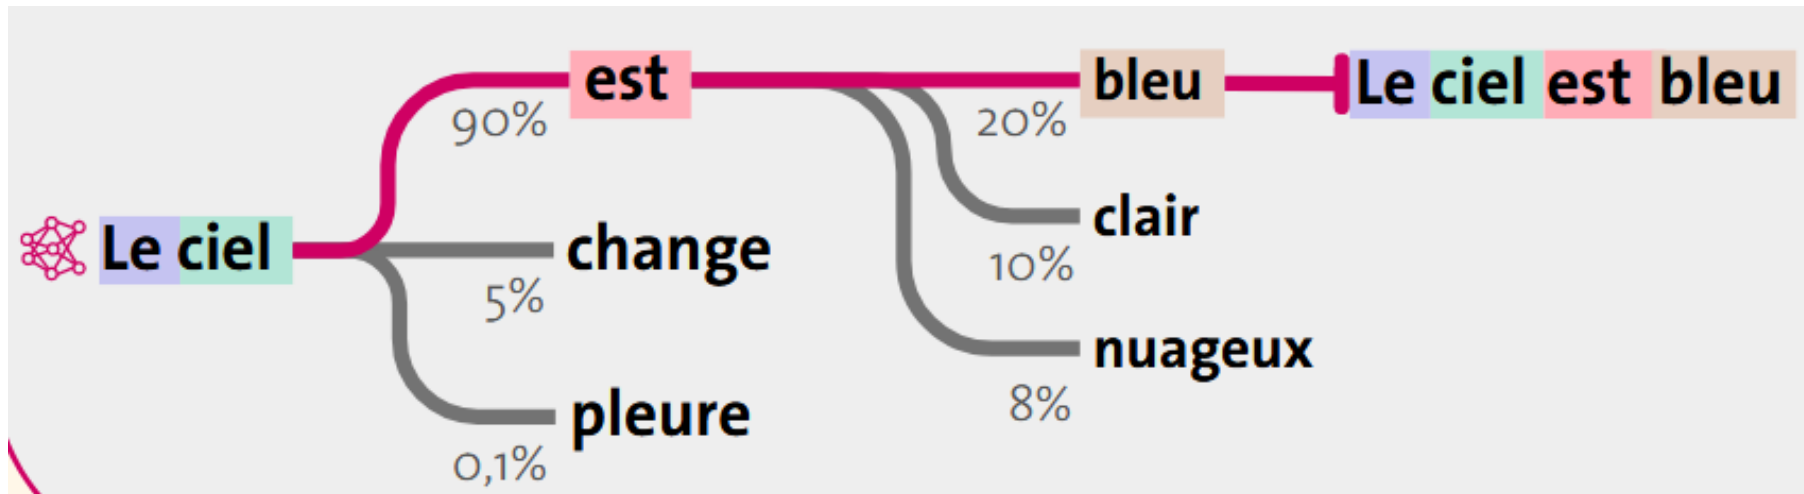 est
90%
bleu
20%
Le ciel est bleu
clair
10%
Le ciel
change
5%
nuageux
8%
pleure
0,1%